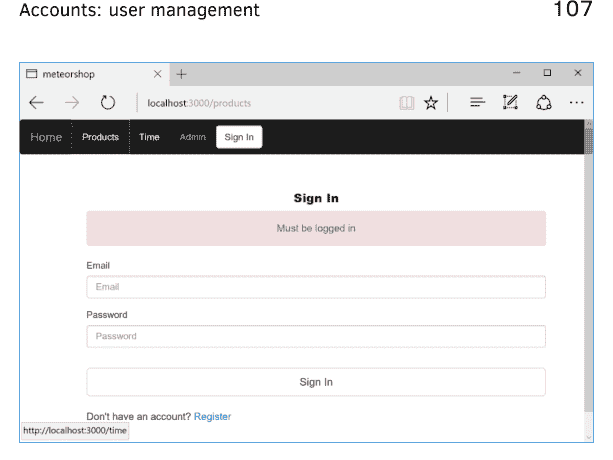 Accounts: user management 107
meteorshop
localhost:3000/products
Home Products Time Admin Sign In
Sign In
Must be logged in
Email
Email
Password
Password
Sign In
Don't have an account? Register
http://localhost:3000/time